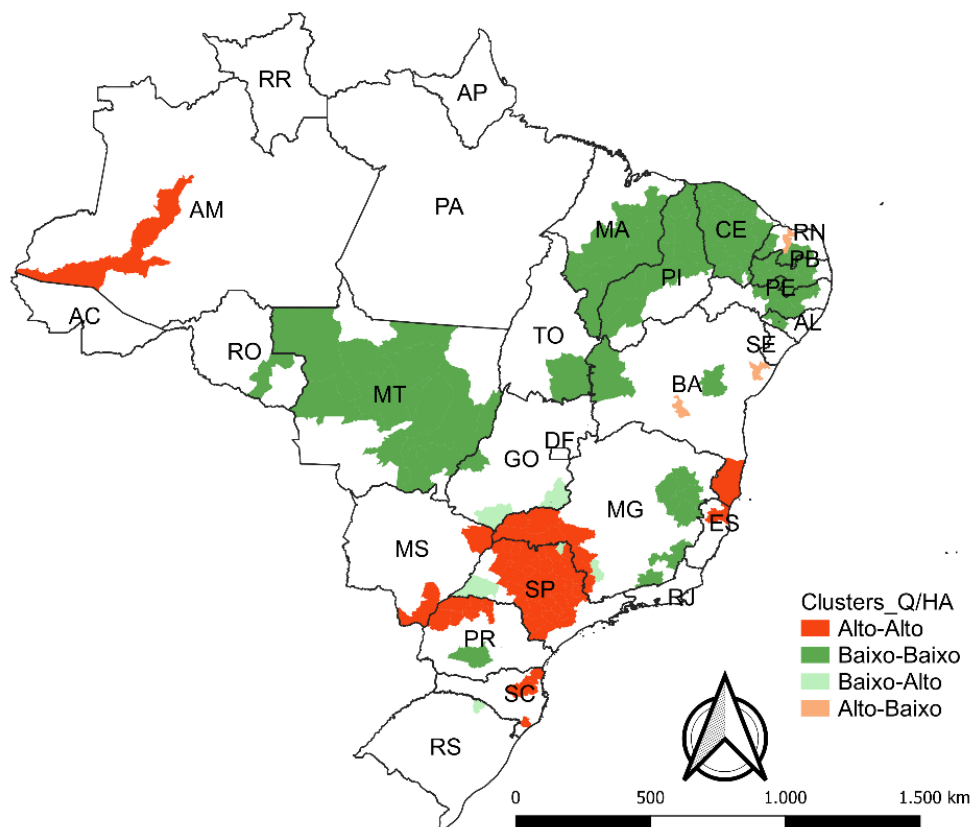 RR
AP
AM
PA
MA
CE
RN
PB
PI
PE
AC
AL
TO
RO
SE
MT
BA
DF
GO
MG
ES
MS
SP
RJ
PR
SC
RS
Clusters_Q/HA
Alto-Alto
Baixo-Baixo
Baixo-Alto
Alto-Baixo
0 500 1.000 1.500 km